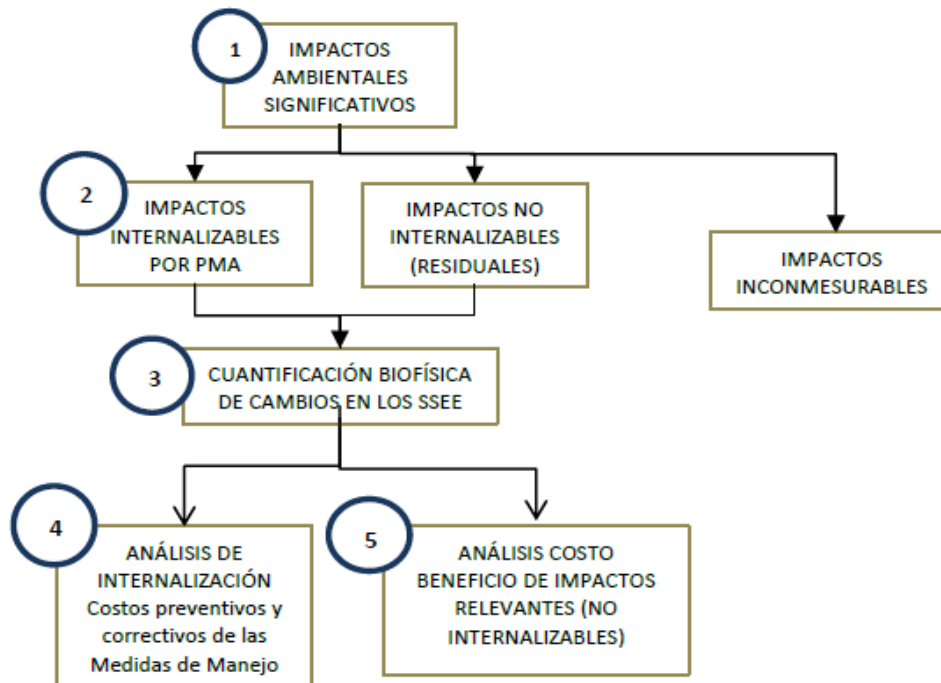 1
IMPACTOS
AMBIENTALES
SIGNIFICATIVOS
2
IMPACTOS
INTERNALIZABLES
POR PMA
IMPACTOS NO
INTERNALIZABLES
(RESIDUALES)
IMPACTOS
INCONMESURABLES
3
CUANTIFICACIÓN BIOFÍSICA
DE CAMBIOS EN LOS SSEE
4
ANÁLISIS DE
INTERNALIZACIÓN
Costos preventivos y
correctivos de las
Medidas de Manejo
5
ANÁLISIS COSTO
BENEFICIO DE IMPACTOS
RELEVANTES (NO
INTERNALIZABLES)